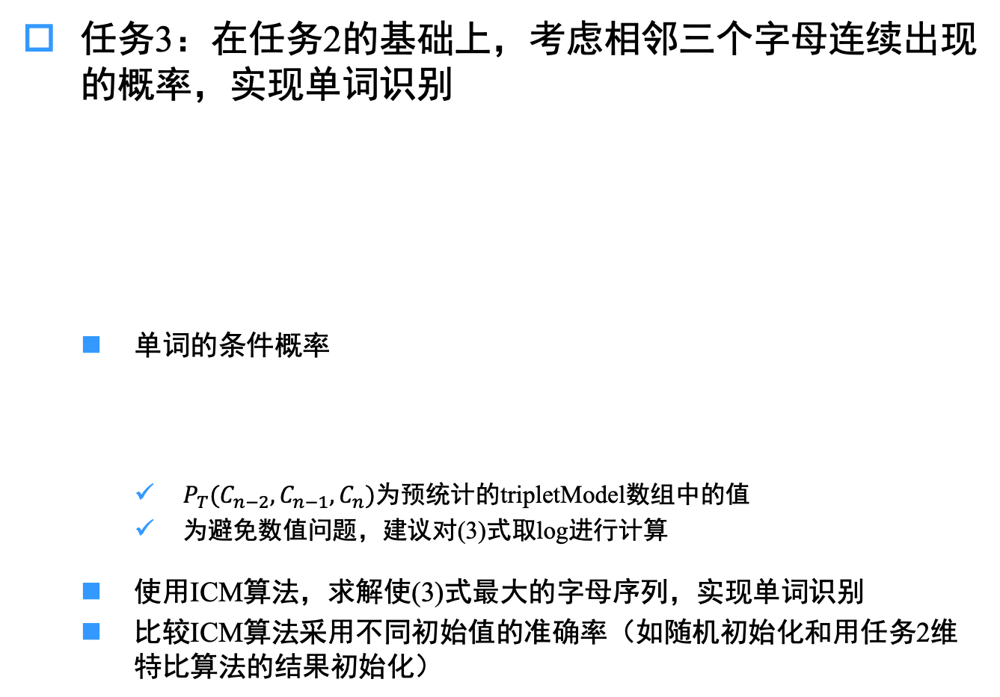 任务3：在任务2的基础上，考虑相邻三个字母连续出现
的概率，实现单词识别
单词的条件概率
P_T(C_{n-2}, C_{n-1}, C_n)为预统计的tripletModel数组中的值
为避免数值问题，建议对(3)式取log进行计算
使用ICM算法，求解使(3)式最大的字母序列，实现单词识别
比较ICM算法采用不同初始值的准确率（如随机初始化和用任务2维
特比算法的结果初始化）